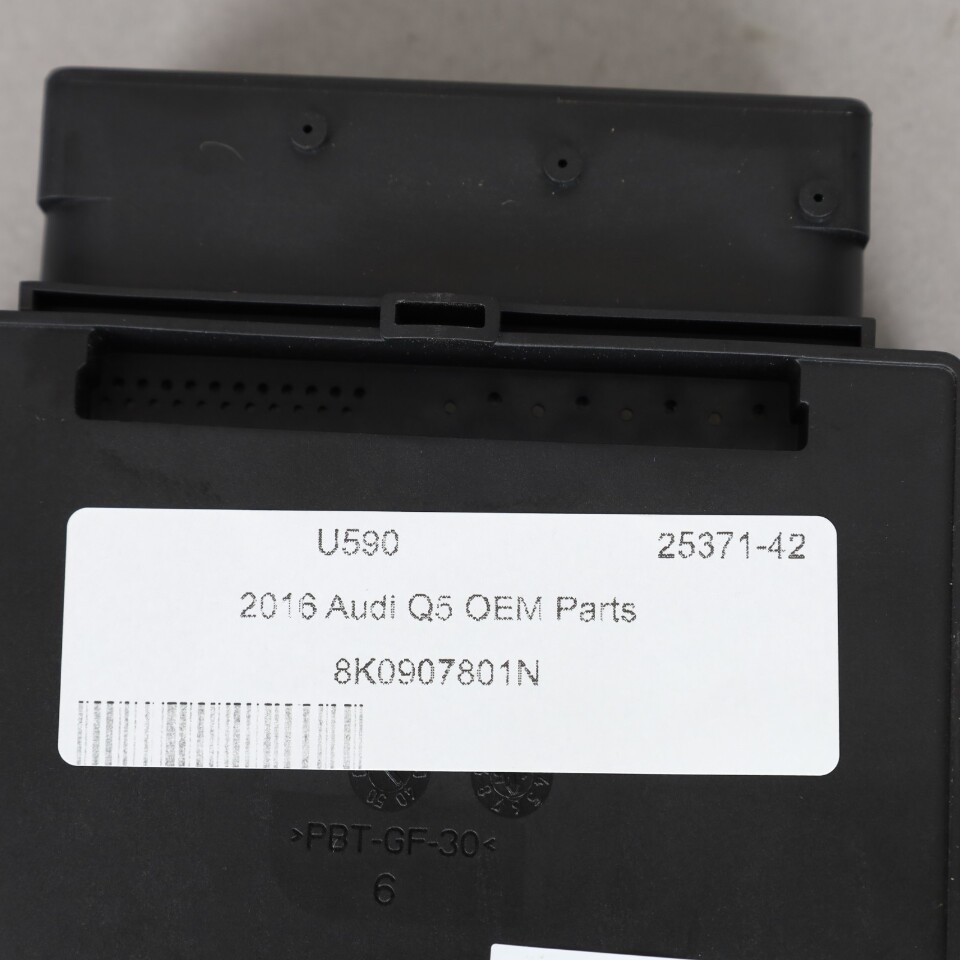 U590 25371-42
2016 Audi Q5 OEM Parts
8K0907801N
>PBT-GF-30<
6